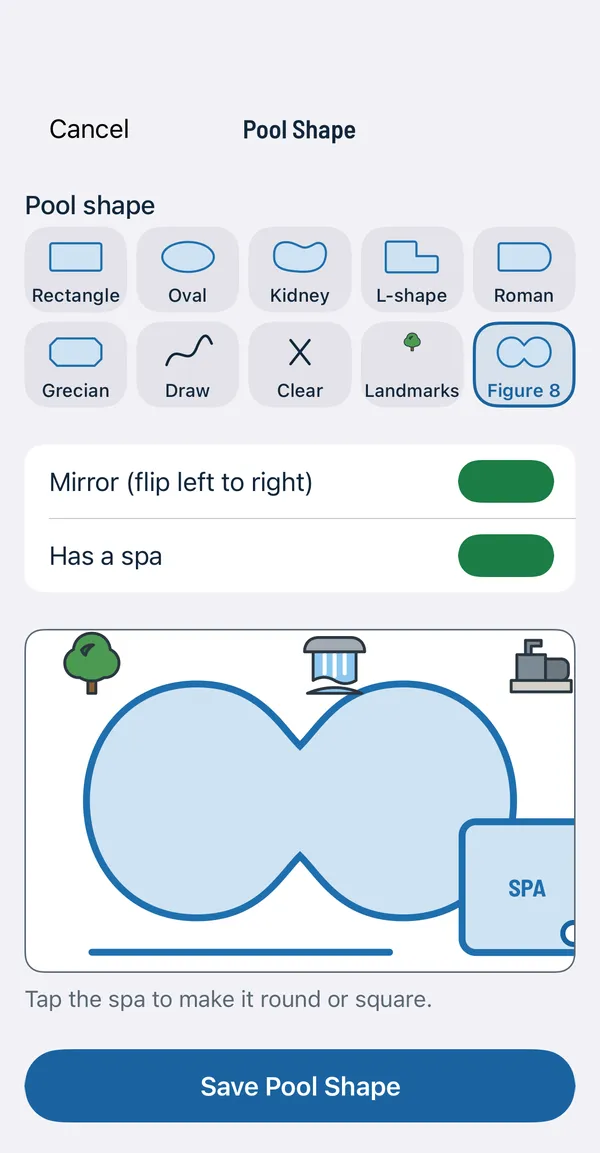 Cancel
Pool Shape
Pool shape
Rectangle
Oval
Kidney
L-shape
Roman
Grecian
Draw
Clear
Landmarks
Figure 8
Mirror (flip left to right)
Has a spa
SPA
Tap the spa to make it round or square.
Save Pool Shape